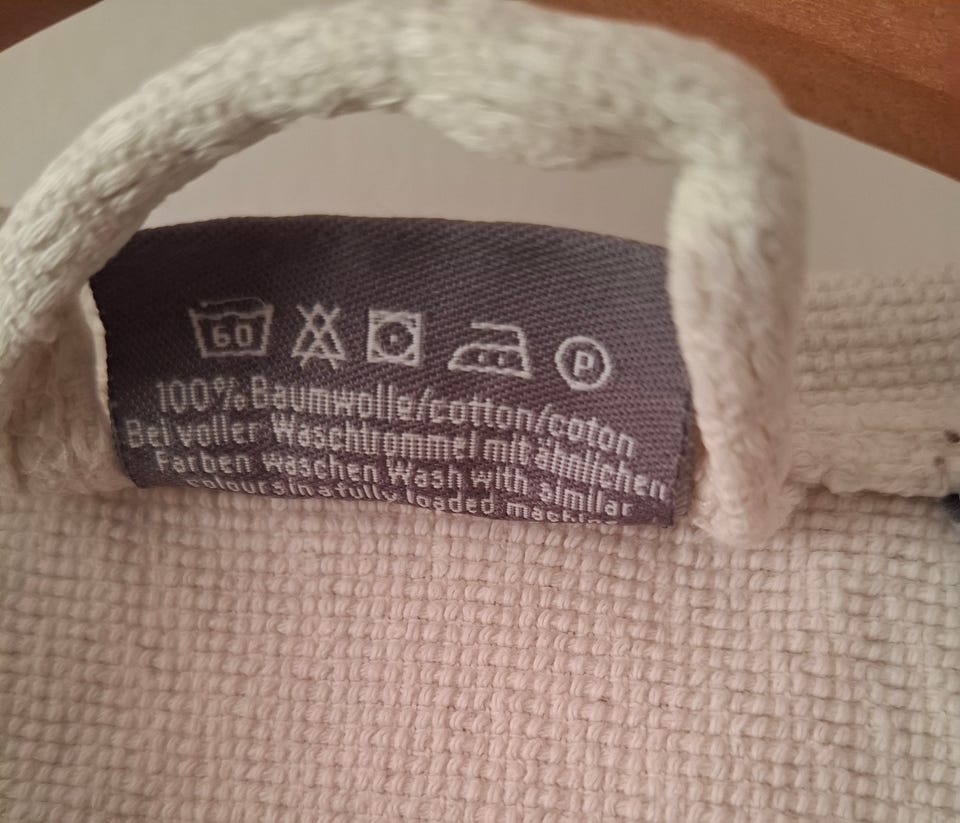 60 P
100% Baumwolle/cotton/coton
Bei voller Waschtrommel mit ähnlichen
Farben waschen Wash with similar
colours in a fully loaded machine